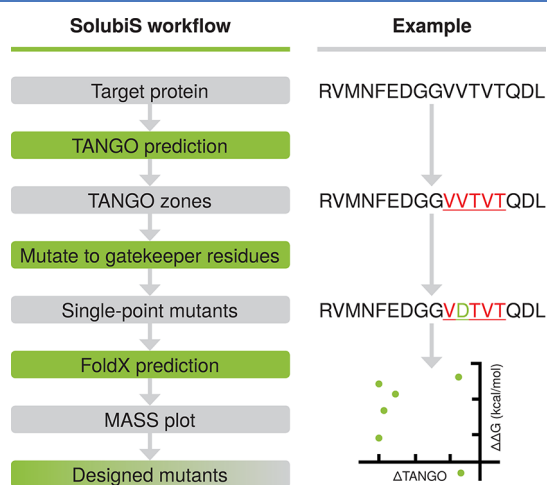 SolubiS workflow
Example
Target protein
RVMNFEDGGVVTVTQDL
TANGO prediction
TANGO zones
RVMNFEDGGVVTVTQDL
Mutate to gatekeeper residues
Single-point mutants
RVMNFEDGGVDTVTQDL
FoldX prediction
MASS plot
ΔΔG (kcal/mol)
ΔTANGO
Designed mutants